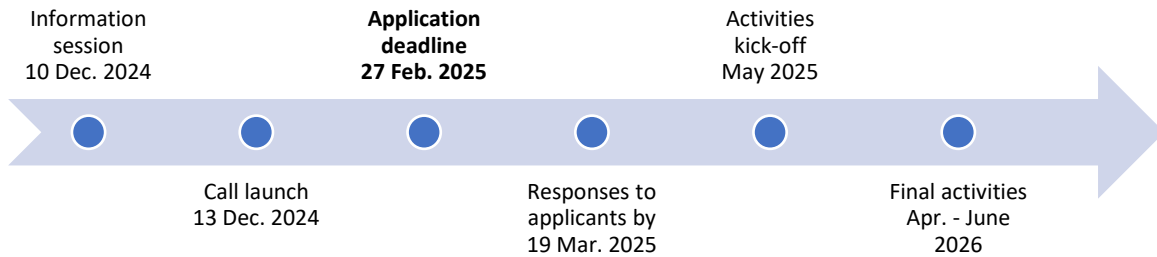 Information
session
10 Dec. 2024
Call launch
13 Dec. 2024
Application
deadline
27 Feb. 2025
Responses to
applicants by
19 Mar. 2025
Activities
kick-off
May 2025
Final activities
Apr. - June
2026